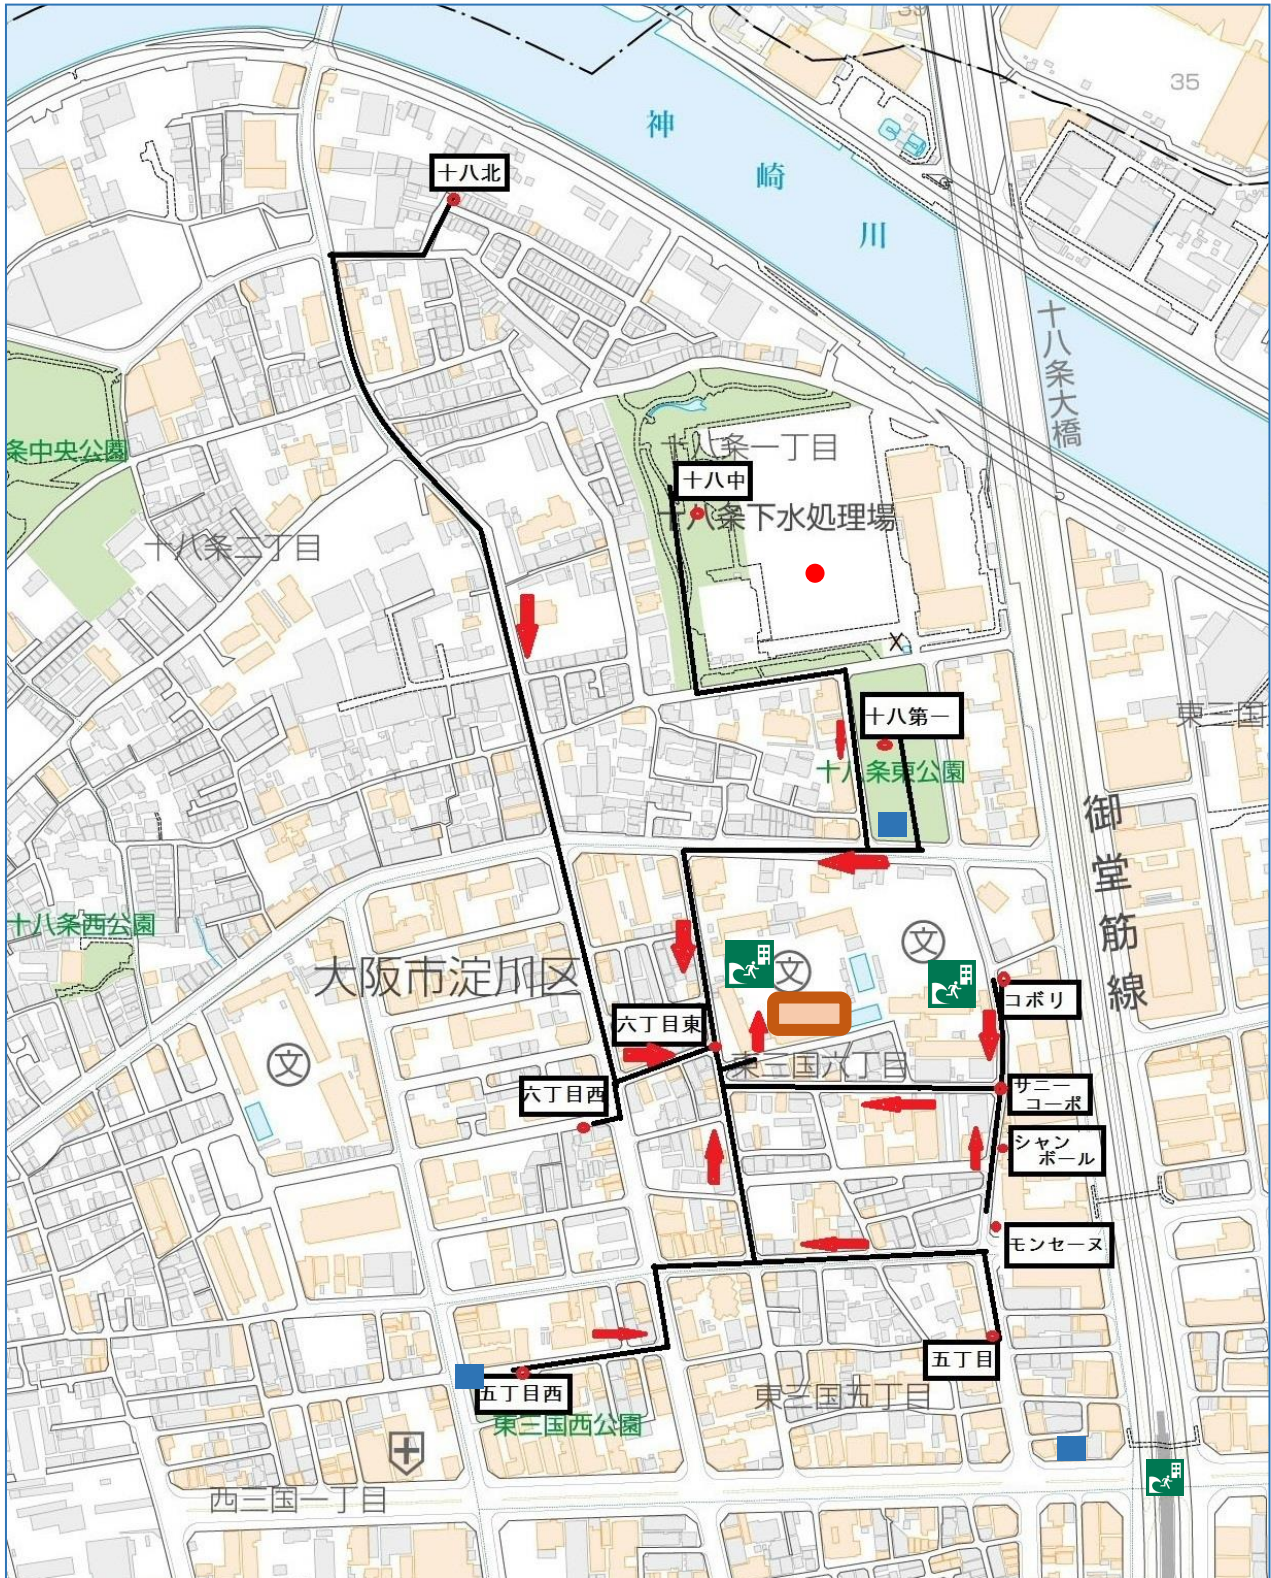 39
35
神
崎
川
十八北
十八条大橋
条中央公園
十八条一丁目
十八中
十八条下水処理場
十八条二丁目
十八第一
十八条東公園
御堂筋線
十八条西公園
大阪市淀川区
文
文
文
コボリ
六丁目東
東三国六丁目
六丁目西
サニー
コーポ
シャン
ボール
モンセーヌ
五丁目
五丁目西
東三国五丁目
東三国西公園
西三国一丁目